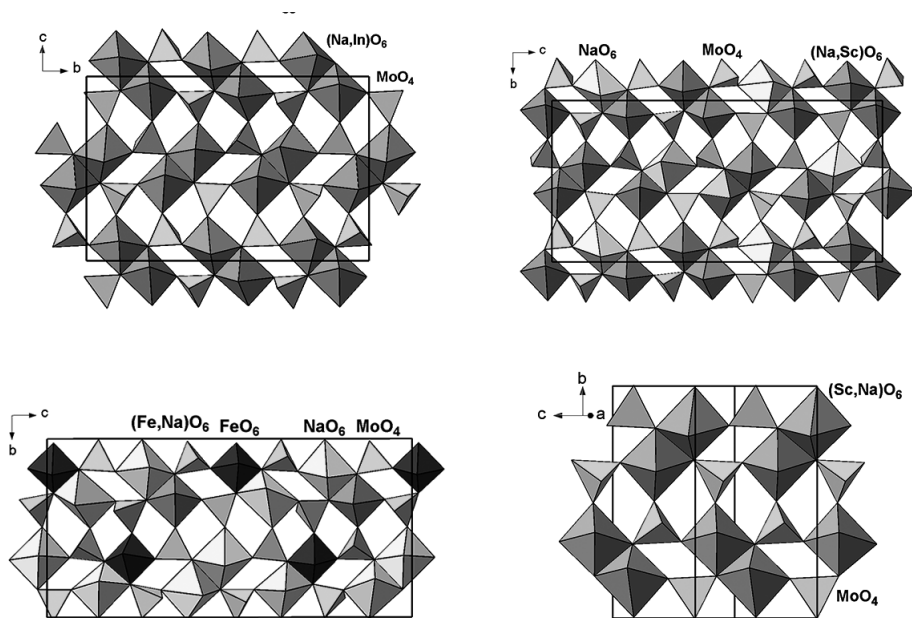 c
b
(Na,In)O6
MoO4
c
b
NaO6
MoO4
(Na,Sc)O6
c
b
(Fe,Na)O6
FeO6
NaO6
MoO4
b
c
a
(Sc,Na)O6
MoO4